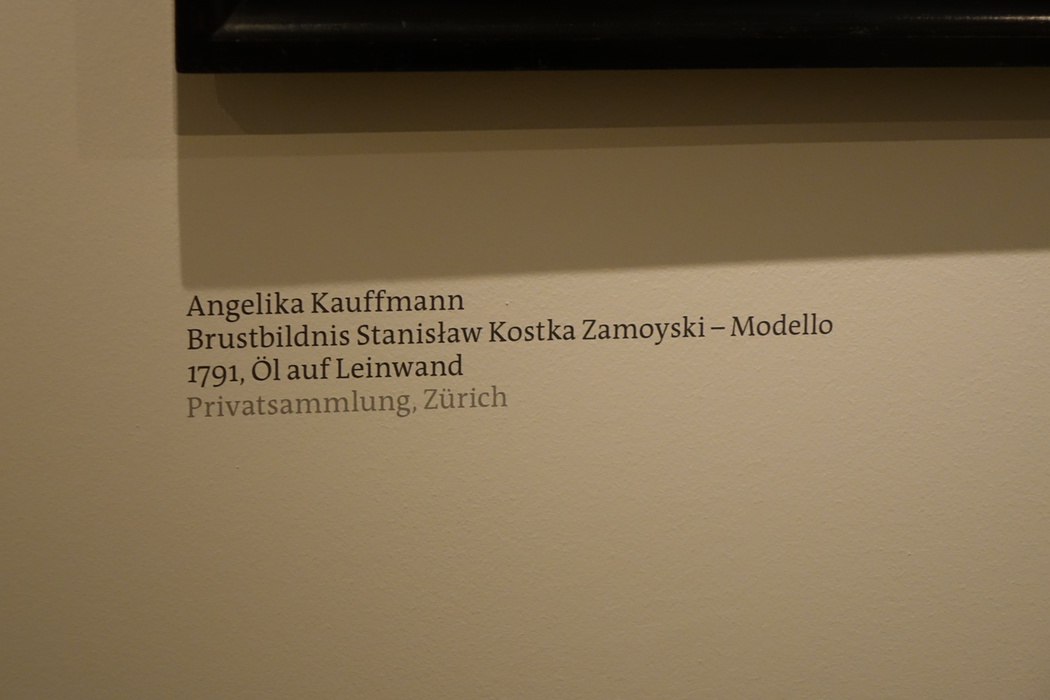 Angelika Kauffmann
Brustbildnis Stanisław Kostka Zamoyski – Modello
1791, Öl auf Leinwand
Privatsammlung, Zürich